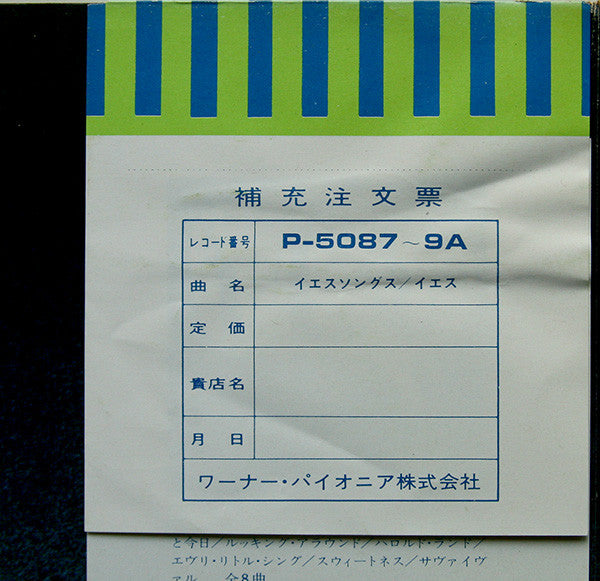 補充注文票
レコード番号 P-5087～9A
曲名 イエスソングス/イエス
定価
貴店名
月日
ワーナー・パイオニア株式会社
と今日/ルッキング・アラウンド/ハロルド・ランド/
エヴリ・リトル・シング/スウィートネス/サヴァイヴ
ァル 全8曲